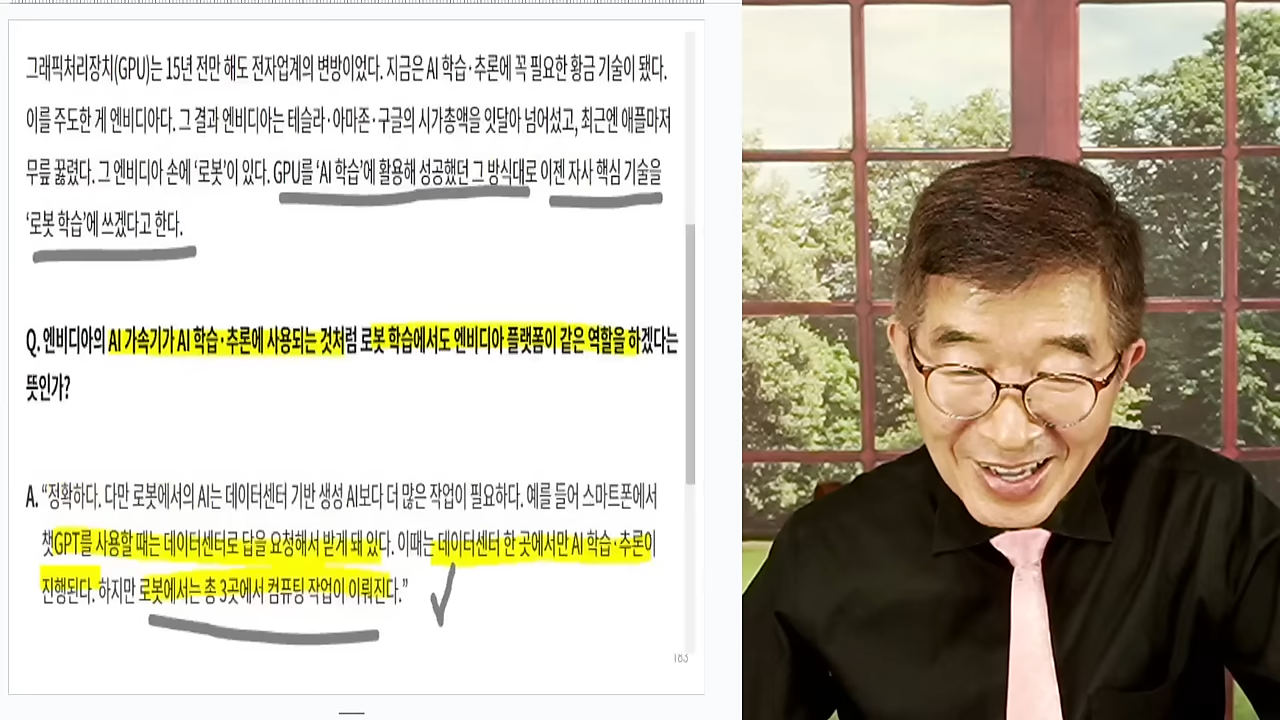 그래픽처리장치(GPU)는 15년 전만 해도 전자업계의 변방이었다. 지금은 AI 학습·추론에 꼭 필요한 황금 기술이 됐다.
이를 주도한 게 엔비디아다. 그 결과 엔비디아는 테슬라·아마존·구글의 시가총액을 잇달아 넘어섰고, 최근엔 애플마저
무릎 꿇렸다. 그 엔비디아 손에 ‘로봇’이 있다. GPU를 ‘AI 학습’에 활용해 성공했던 그 방식대로 이젠 자사 핵심 기술을
‘로봇 학습’에 쓰겠다고 한다.
Q. 엔비디아의 AI 가속기가 AI 학습·추론에 사용되는 것처럼 로봇 학습에서도 엔비디아 플랫폼이 같은 역할을 하겠다는
뜻인가?
A. “정확하다. 다만 로봇에서의 AI는 데이터센터 기반 생성 AI보다 더 많은 작업이 필요하다. 예를 들어 스마트폰에서
챗GPT를 사용할 때는 데이터센터로 답을 요청해서 받게 돼 있다. 이때는 데이터센터 한 곳에서만 AI 학습·추론이
진행된다. 하지만 로봇에서는 총 3곳에서 컴퓨팅 작업이 이뤄진다.”
183